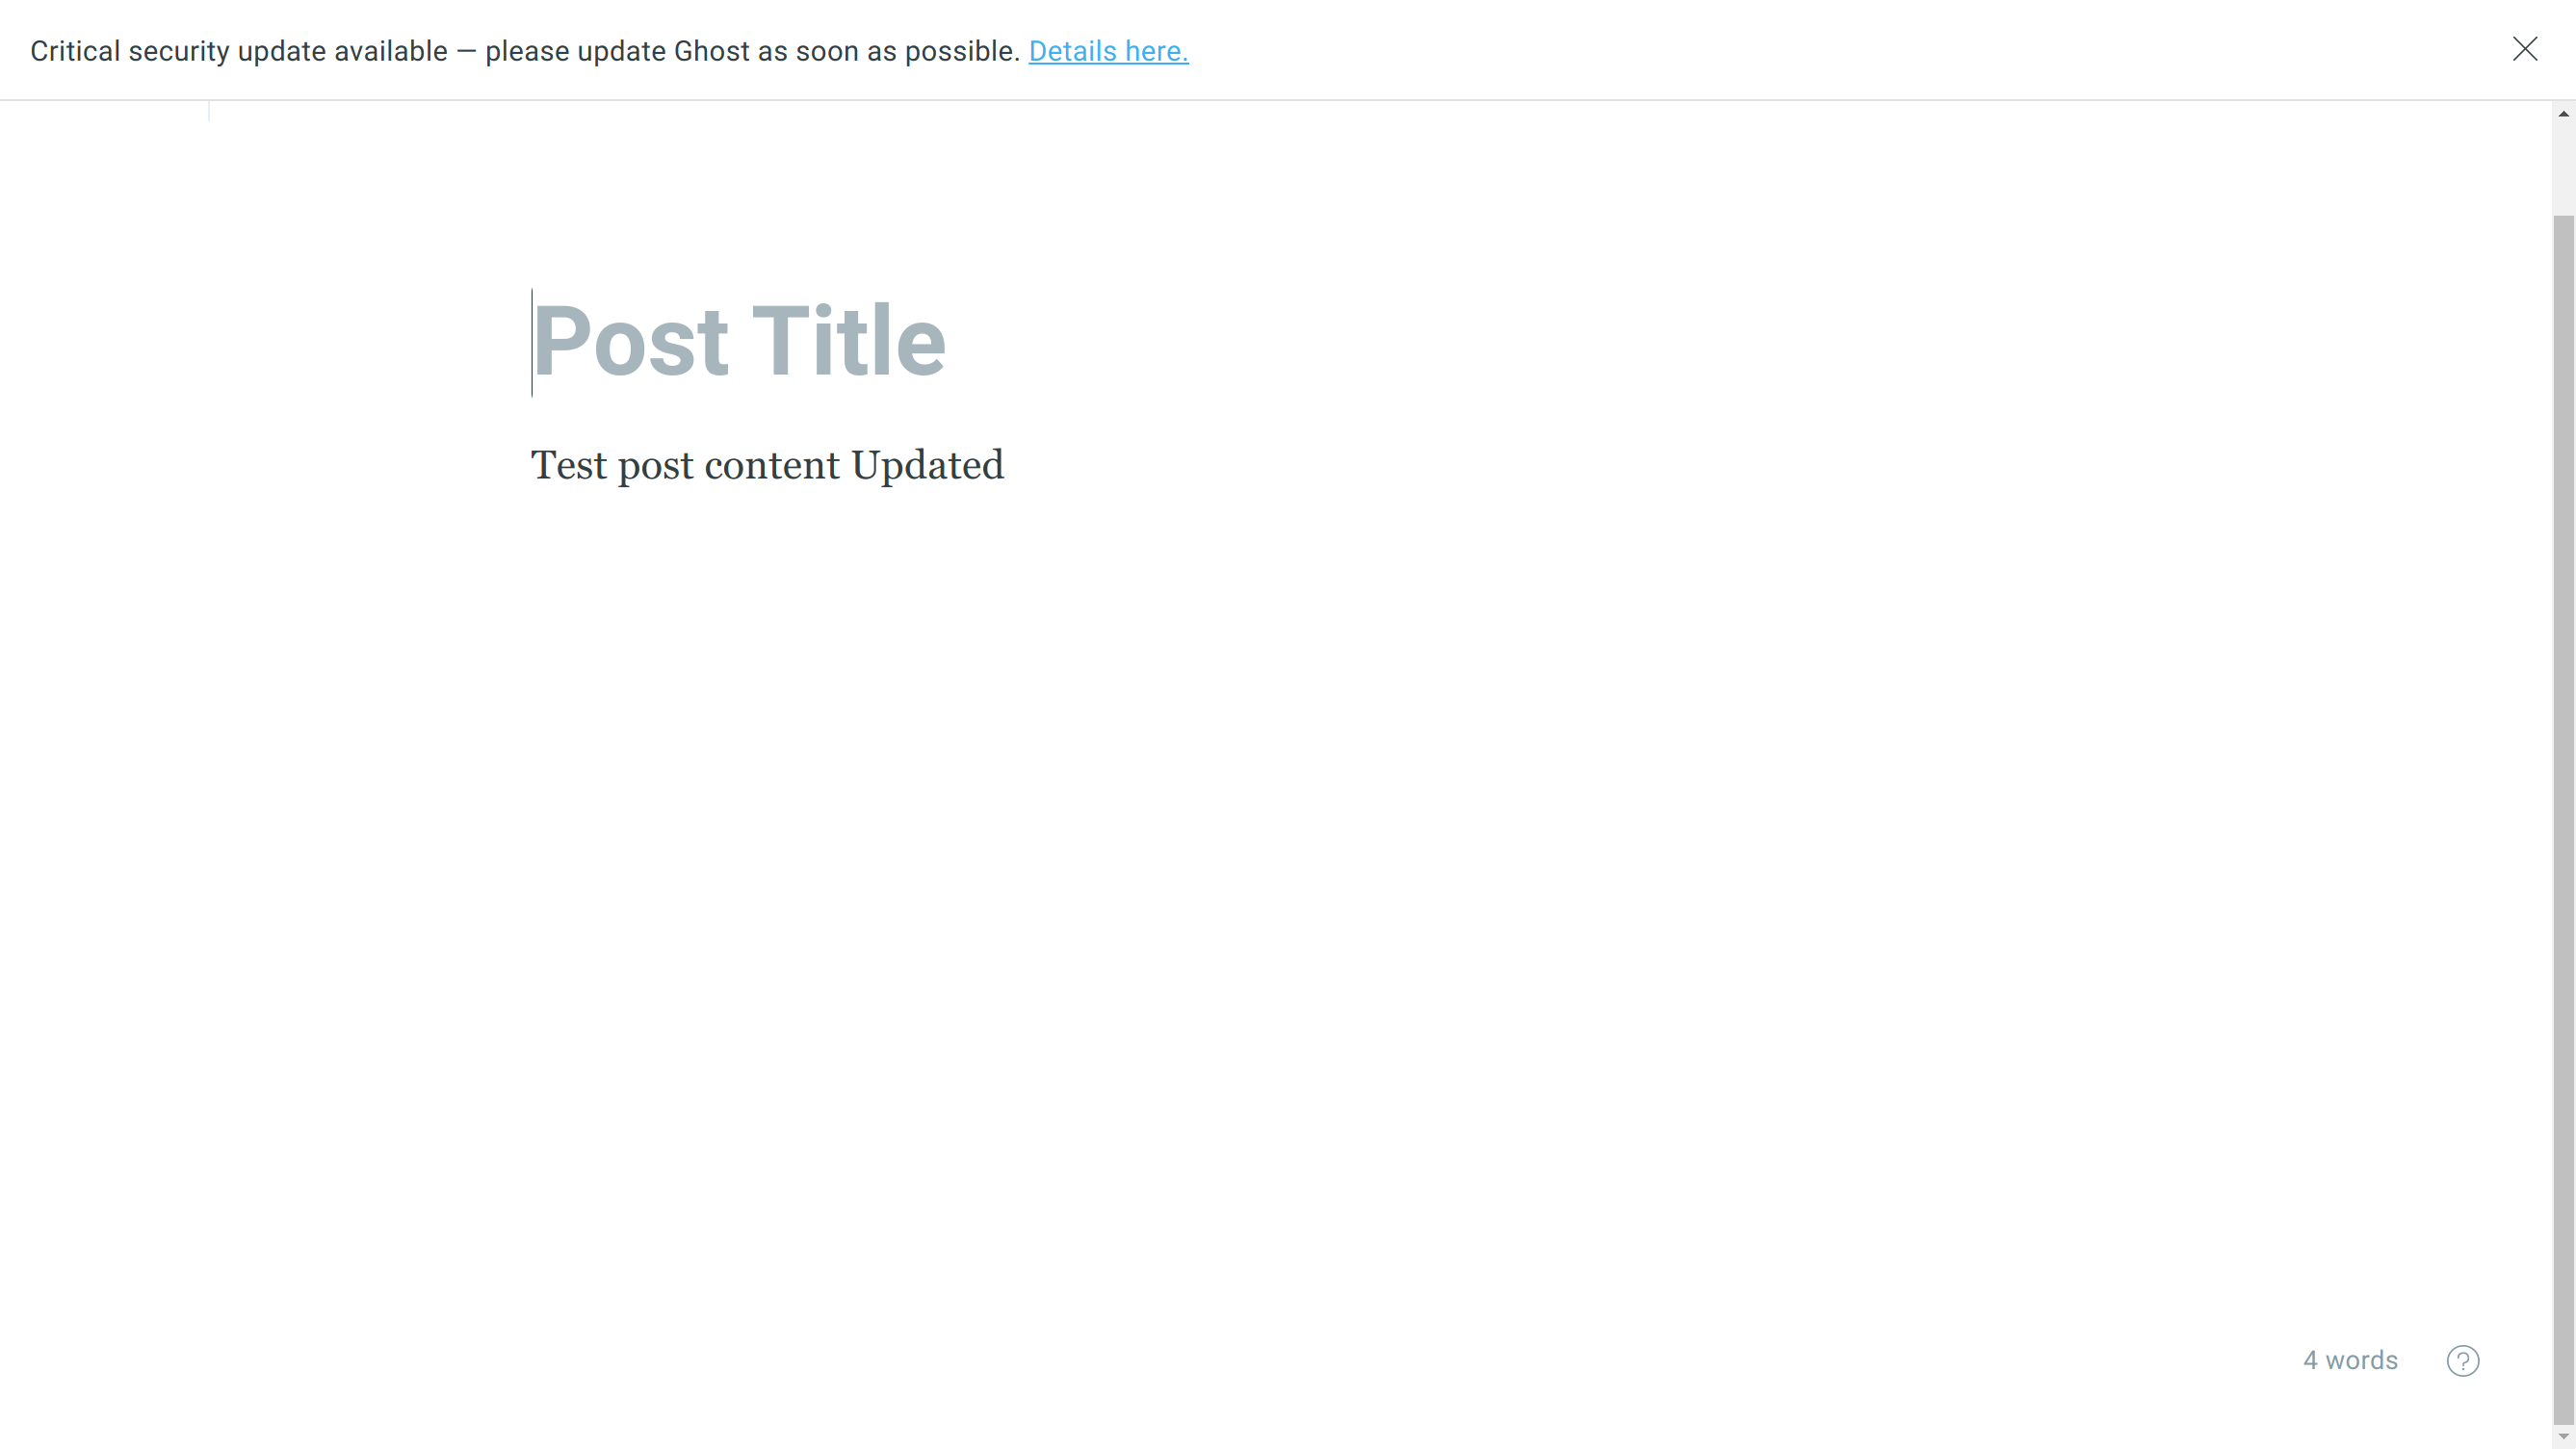 Critical security update available — please update Ghost as soon as possible. Details here.
Post Title
Test post content Updated
4 words
?